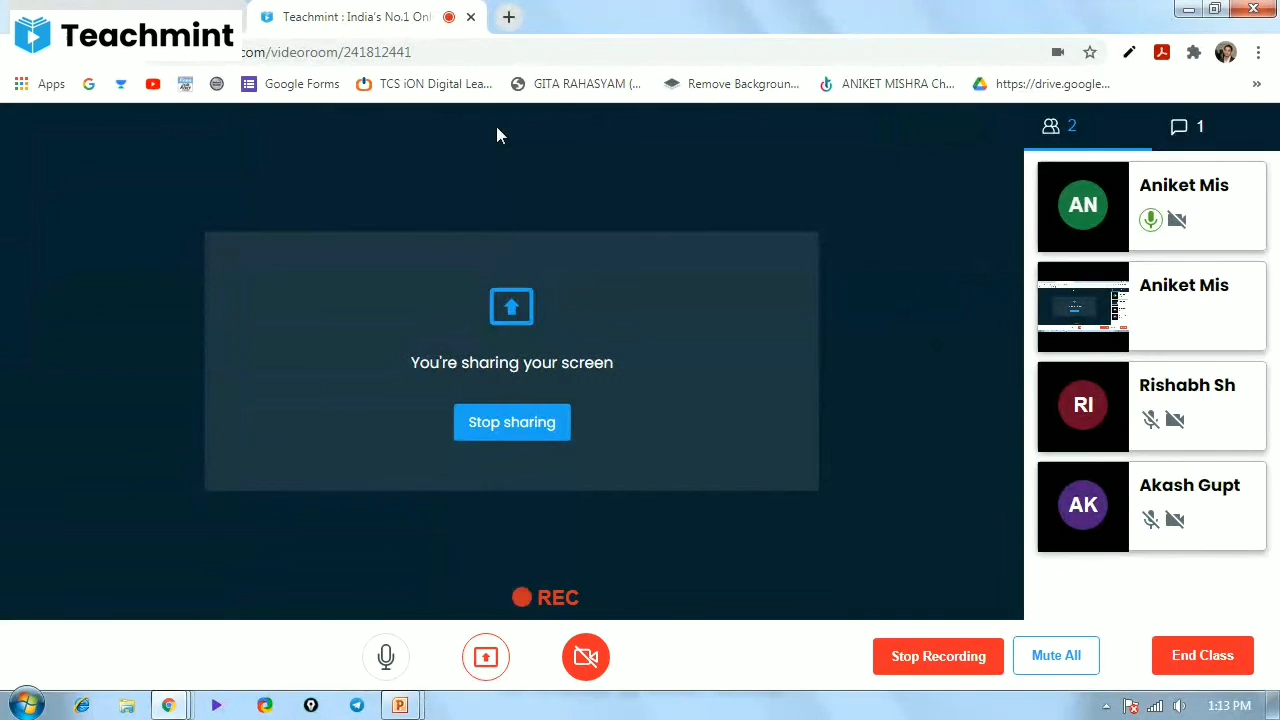 Teachmint : India's No.1 Onl
Teachmint
com/videoroom/241812441
Apps
Google Forms
TCS iON Digital Lea...
GITA RAHASYAM (...
Remove Backgroun...
ANIKET MISHRA Ch...
https://drive.google...
»
2
1
AN
Aniket Mis
Aniket Mis
You're sharing your screen
Stop sharing
RI
Rishabh Sh
AK
Akash Gupt
REC
Stop Recording
Mute All
End Class
1:13 PM